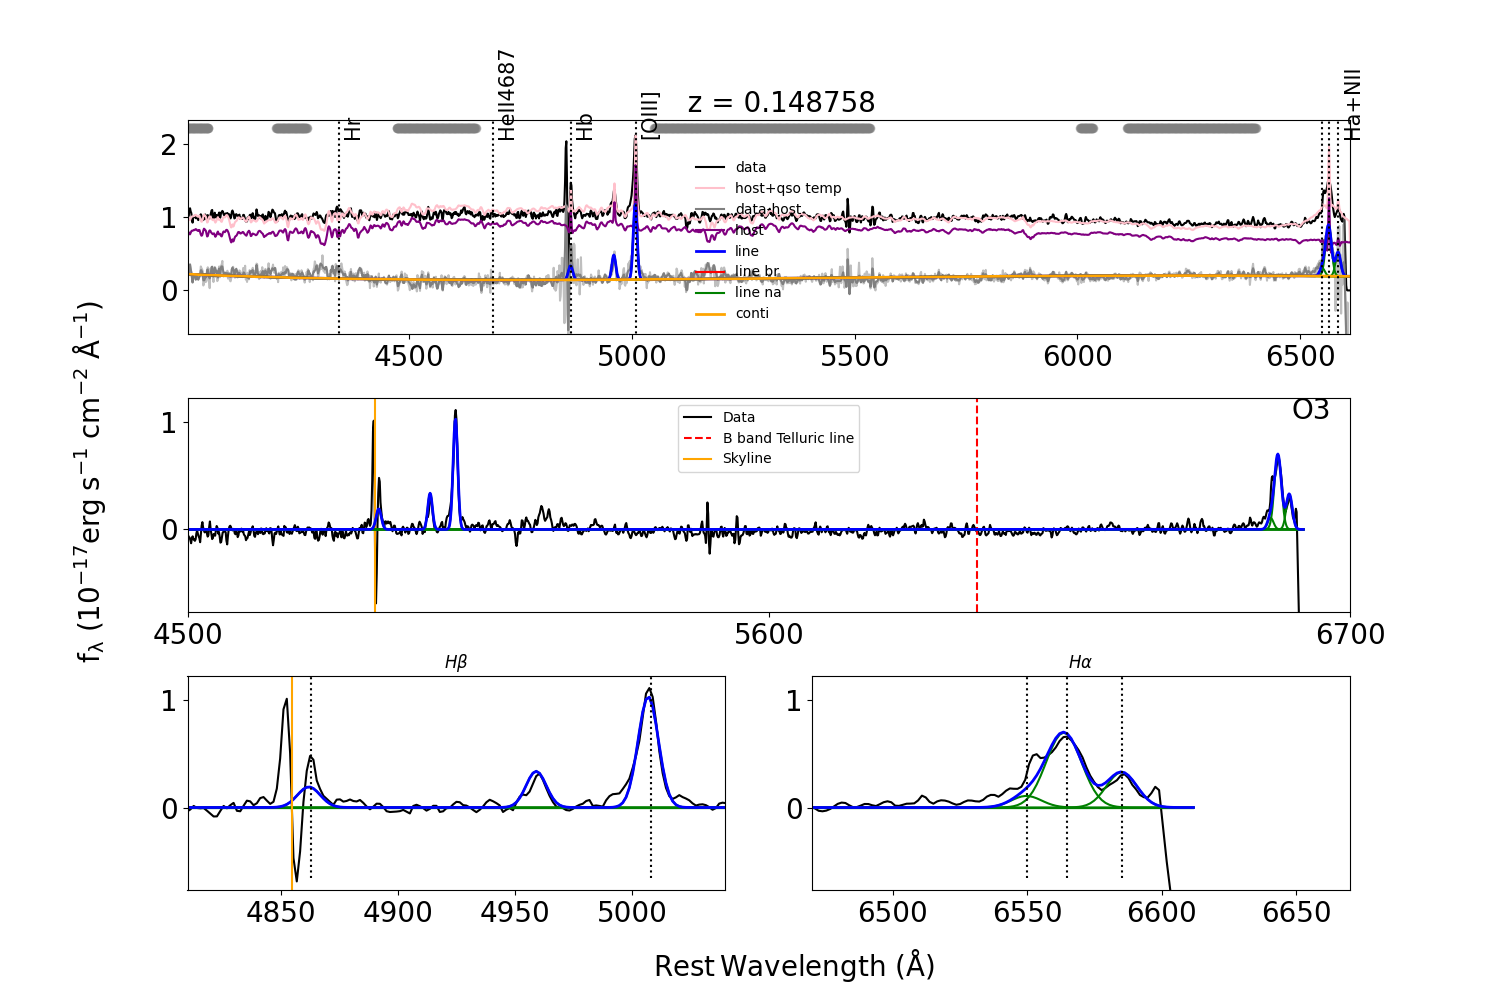 z = 0.148758
Hr
HeII4687
Hb
[OIII]
Ha+NII
2
1
0
data
host+qso temp
data-host
host
line
line br
line na
conti
4500 5000 5500 6000 6500
fλ (10−17erg s−1 cm−2 Å−1)
1
0
Data
B band Telluric line
Skyline
O3
4500 5600 6700
Hβ
1
0
4850 4900 4950 5000
Hα
1
0
6500 6550 6600 6650
Rest Wavelength (Å)